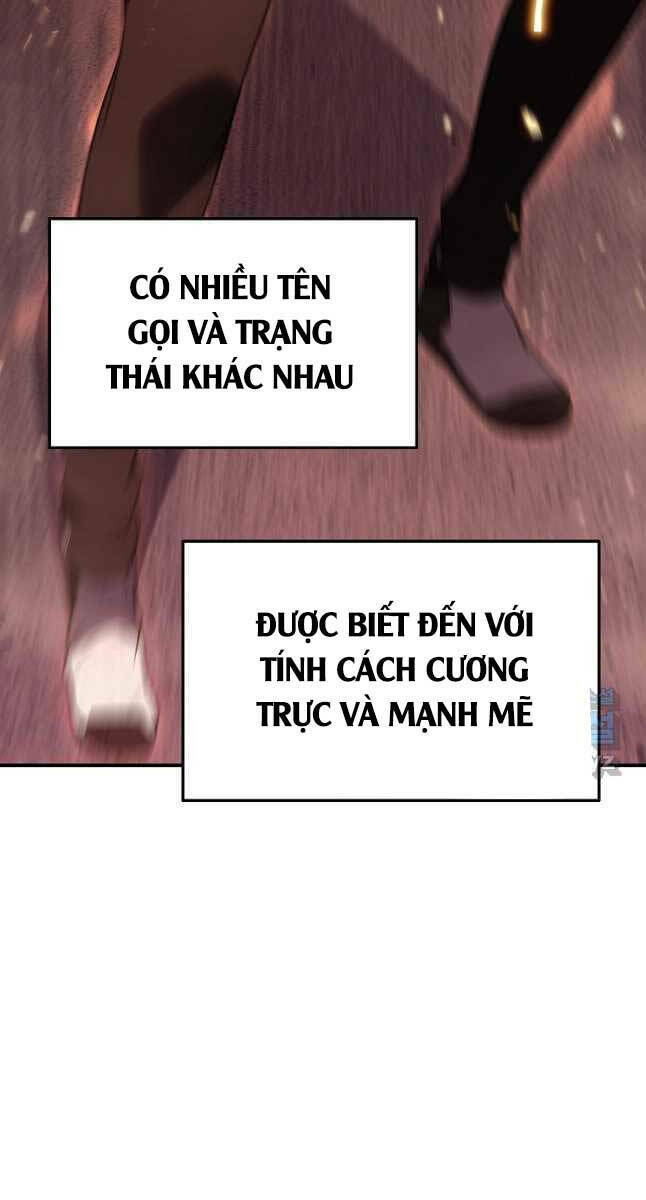 CÓ NHIỀU TÊN
GỌI VÀ TRẠNG
THÁI KHÁC NHAU
ĐƯỢC BIẾT ĐẾN VỚI
TÍNH CÁCH CƯƠNG
TRỰC VÀ MẠNH MẼ